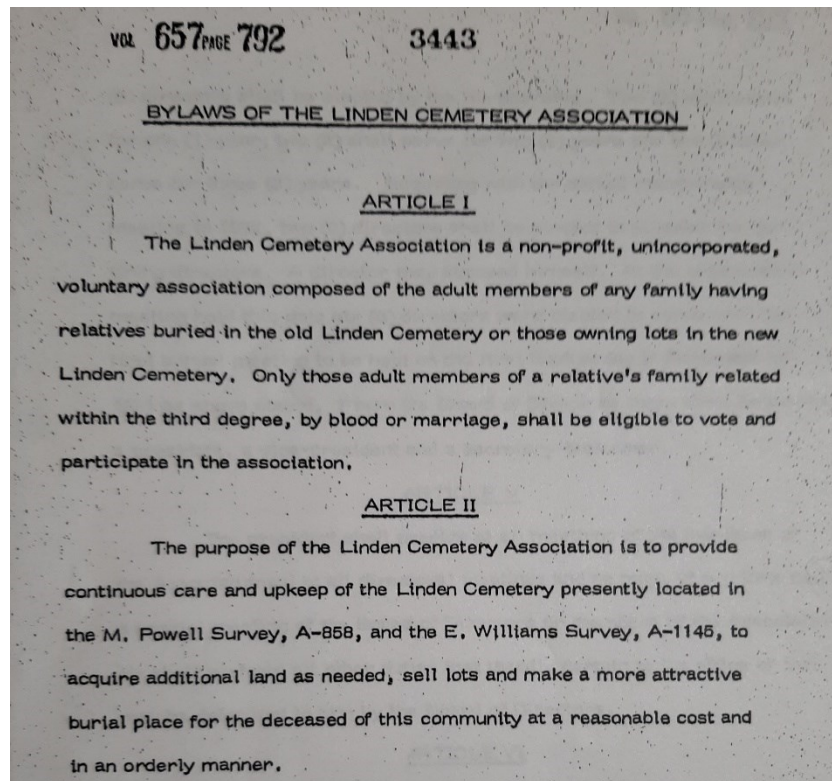 VOL 657 PAGE 792 3443
BYLAWS OF THE LINDEN CEMETERY ASSOCIATION
ARTICLE I
The Linden Cemetery Association is a non-profit, unincorporated,
voluntary association composed of the adult members of any family having
relatives buried in the old Linden Cemetery or those owning lots in the new
Linden Cemetery. Only those adult members of a relative's family related
within the third degree, by blood or marriage, shall be eligible to vote and
participate in the association.
ARTICLE II
The purpose of the Linden Cemetery Association is to provide
continuous care and upkeep of the Linden Cemetery presently located in
the M. Powell Survey, A-858, and the E. Williams Survey, A-1145, to
acquire additional land as needed, sell lots and make a more attractive
burial place for the deceased of this community at a reasonable cost and
in an orderly manner.